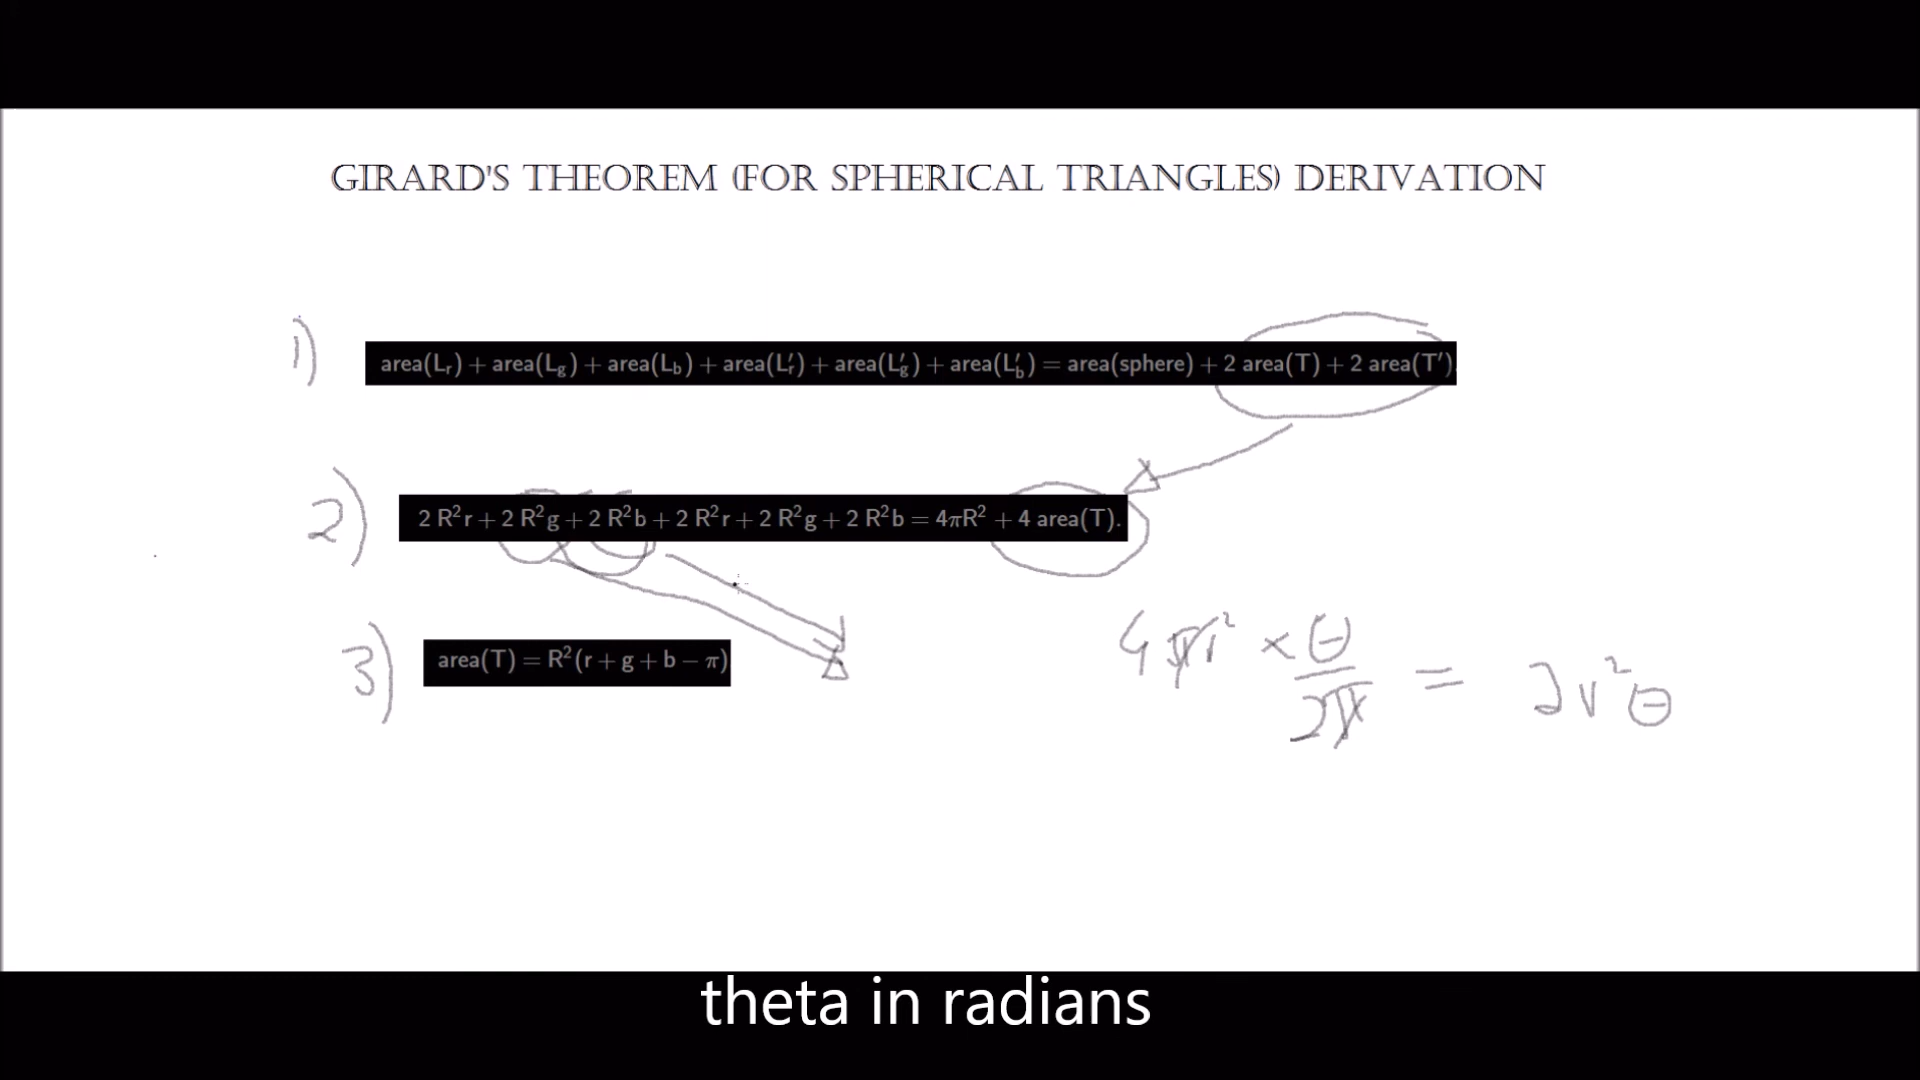 GIRARD'S THEOREM (FOR SPHERICAL TRIANGLES) DERIVATION
1) area(Lᵣ) + area(L_g) + area(L_b) + area(L′ᵣ) + area(L′_g) + area(L′_b) = area(sphere) + 2 area(T) + 2 area(T′)
2) 2 R²r + 2 R²g + 2 R²b + 2 R²r + 2 R²g + 2 R²b = 4πR² + 4 area(T).
3) area(T) = R²(r + g + b − π)
4πr² × θ/2π = 2r²θ
theta in radians